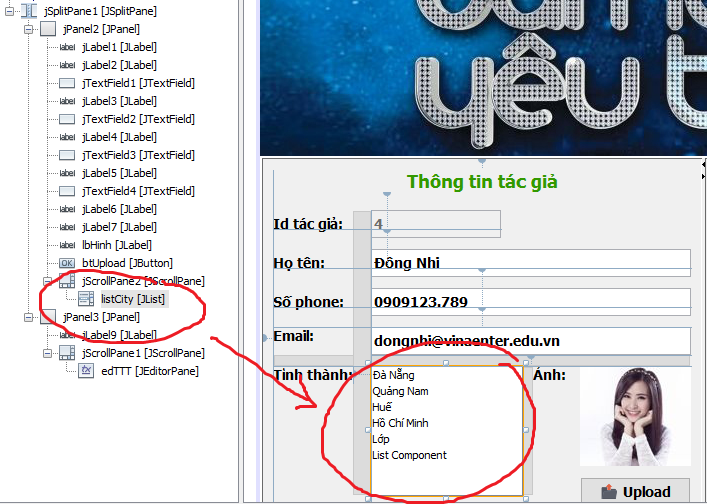 jSplitPane1 [JSplitPane]
jPanel2 [JPanel]
label jLabel1 [JLabel]
label jLabel2 [JLabel]
jTextField1 [JTextField]
label jLabel3 [JLabel]
jTextField2 [JTextField]
label jLabel4 [JLabel]
jTextField3 [JTextField]
label jLabel5 [JLabel]
jTextField4 [JTextField]
label jLabel6 [JLabel]
label jLabel7 [JLabel]
label lbHinh [JLabel]
OK btUpload [JButton]
jScrollPane2 [JScrollPane]
listCity [JList]
jPanel3 [JPanel]
label jLabel9 [JLabel]
jScrollPane1 [JScrollPane]
edTTT [JEditorPane]
yêu
Thông tin tác giả
Id tác giả: 4
Họ tên: Đông Nhi
Số phone: 0909123.789
Email: dongnhi@vinaenter.edu.vn
Tỉnh thành:
Đà Nẵng
Quảng Nam
Huế
Hồ Chí Minh
Lớp
List Component
Ảnh:
Upload